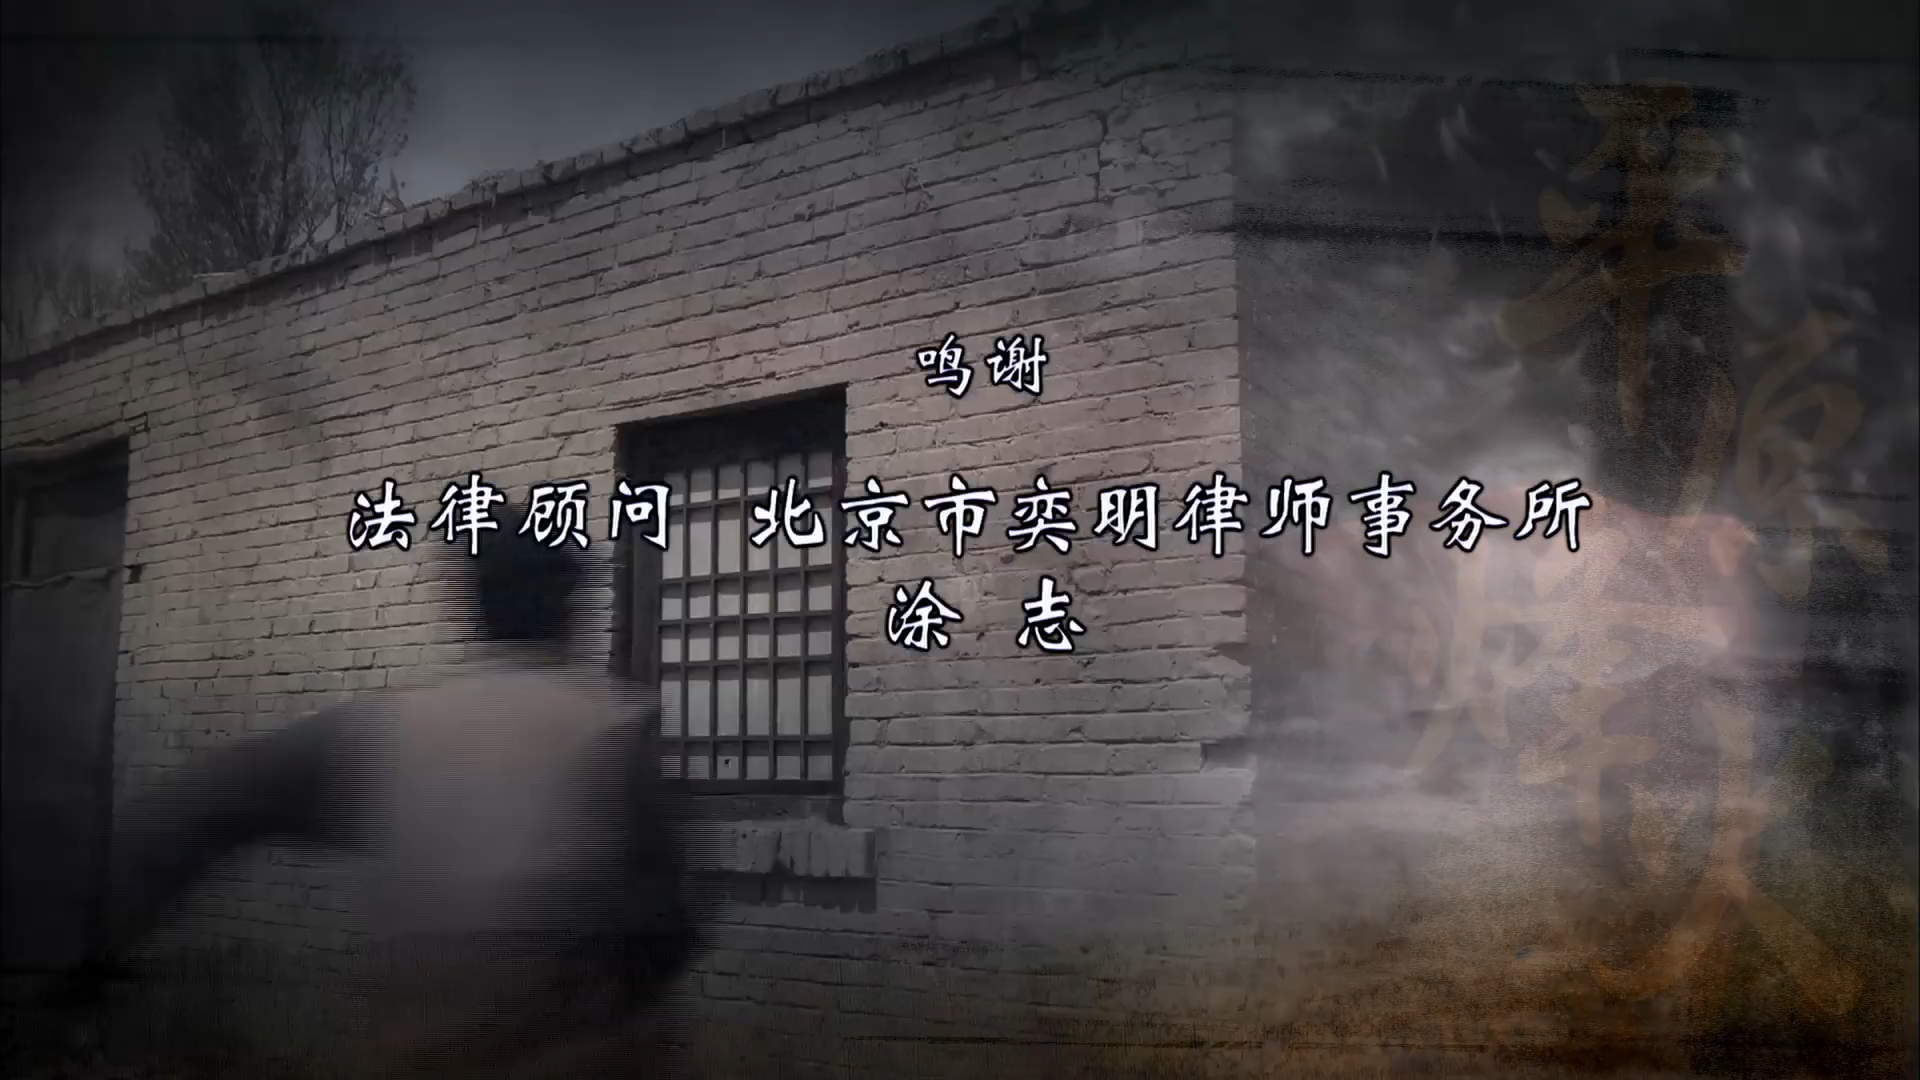 鸣谢
法律顾问 北京市奕明律师事务所
涂 志